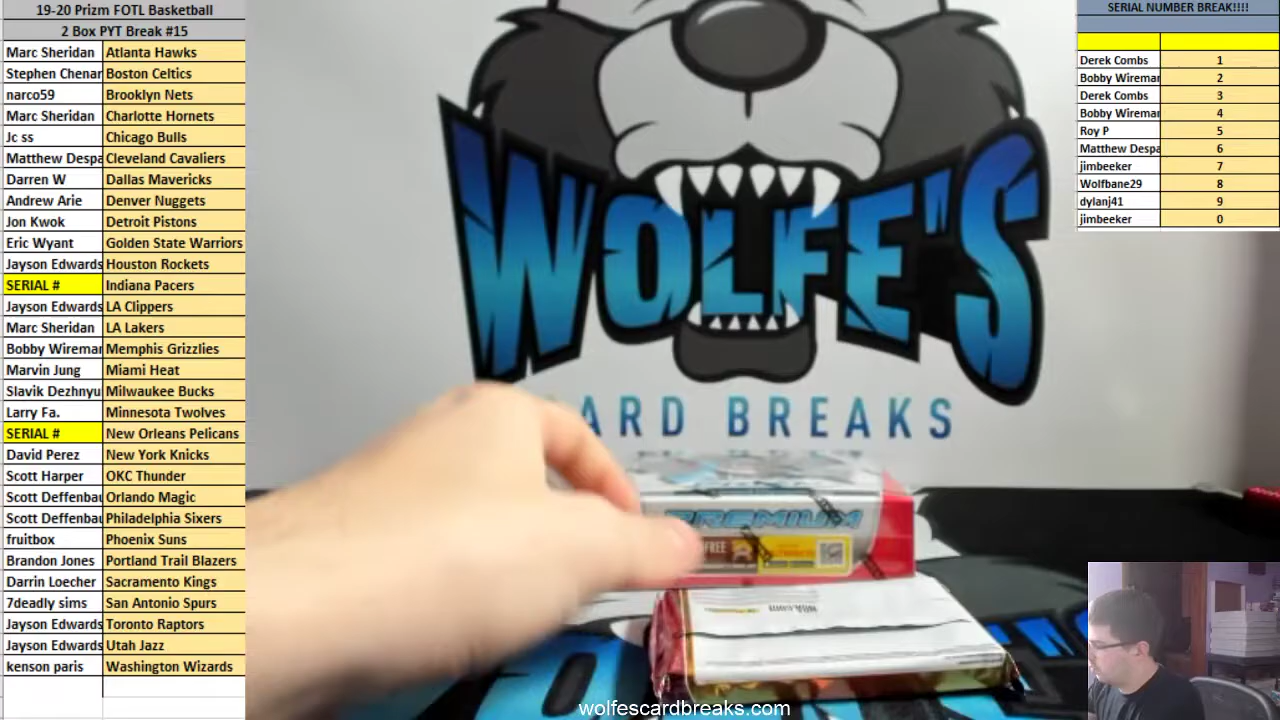 19-20 Prizm FOTL Basketball
2 Box PYT Break #15
Marc Sheridan Atlanta Hawks
Stephen Chenar Boston Celtics
narco59 Brooklyn Nets
Marc Sheridan Charlotte Hornets
Jc ss Chicago Bulls
Matthew Despa Cleveland Cavaliers
Darren W Dallas Mavericks
Andrew Arie Denver Nuggets
Jon Kwok Detroit Pistons
Eric Wyant Golden State Warriors
Jayson Edwards Houston Rockets
SERIAL # Indiana Pacers
Jayson Edwards LA Clippers
Marc Sheridan LA Lakers
Bobby Wireman Memphis Grizzlies
Marvin Jung Miami Heat
Slavik Dezhnyu Milwaukee Bucks
Larry Fa. Minnesota Twolves
SERIAL # New Orleans Pelicans
David Perez New York Knicks
Scott Harper OKC Thunder
Scott Deffenbau Orlando Magic
Scott Deffenbau Philadelphia Sixers
fruitbox Phoenix Suns
Brandon Jones Portland Trail Blazers
Darrin Loecher Sacramento Kings
7deadly sims San Antonio Spurs
Jayson Edwards Toronto Raptors
Jayson Edwards Utah Jazz
kenson paris Washington Wizards
WOLFE'S
CARD BREAKS
PREMIUM
FREE
NBA.com
wolfescardbreaks.com
SERIAL NUMBER BREAK!!!!
Derek Combs 1
Bobby Wireman 2
Derek Combs 3
Bobby Wireman 4
Roy P 5
Matthew Despa 6
jimbeeker 7
Wolfbane29 8
dylanj41 9
jimbeeker 0